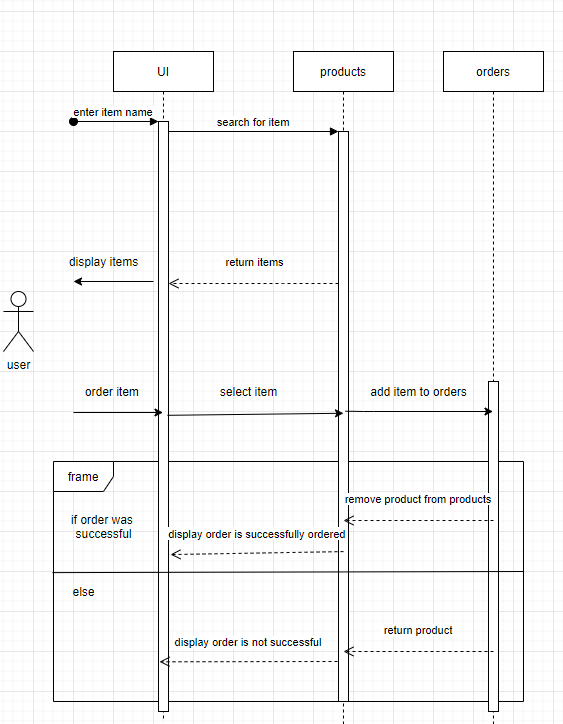 UI
products
orders
enter item name
search for item
display items
return items
user
order item
select item
add item to orders
frame
remove product from products
if order was
successful
display order is successfully ordered
else
return product
display order is not successful